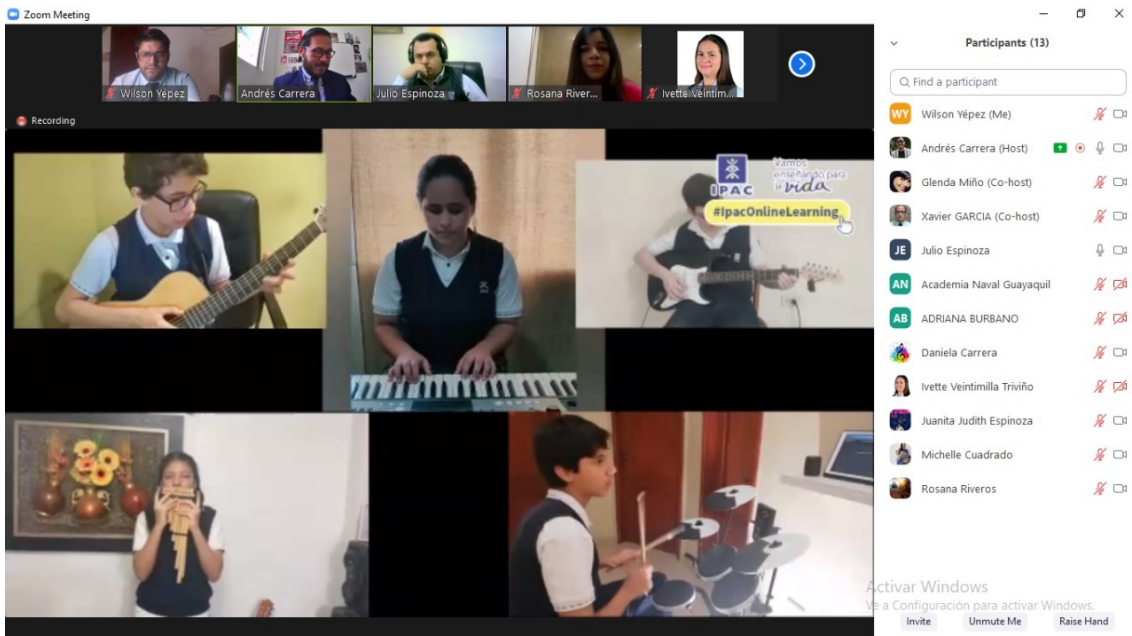 Zoom Meeting
Wilson Yépez
Andrés Carrera
Julio Espinoza
Rosana River...
Ivette Veintim...
Recording
IPAC
Vamos
enseñando para
la vida
#IpacOnlineLearning
Participants (13)
Find a participant
WY Wilson Yépez (Me)
Andrés Carrera (Host)
Glenda Miño (Co-host)
Xavier GARCIA (Co-host)
JE Julio Espinoza
AN Academia Naval Guayaquil
AB ADRIANA BURBANO
Daniela Carrera
Ivette Veintimilla Triviño
Juanita Judith Espinoza
Michelle Cuadrado
Rosana Riveros
Activar Windows
Ve a Configuración para activar Windows.
Invite Unmute Me Raise Hand